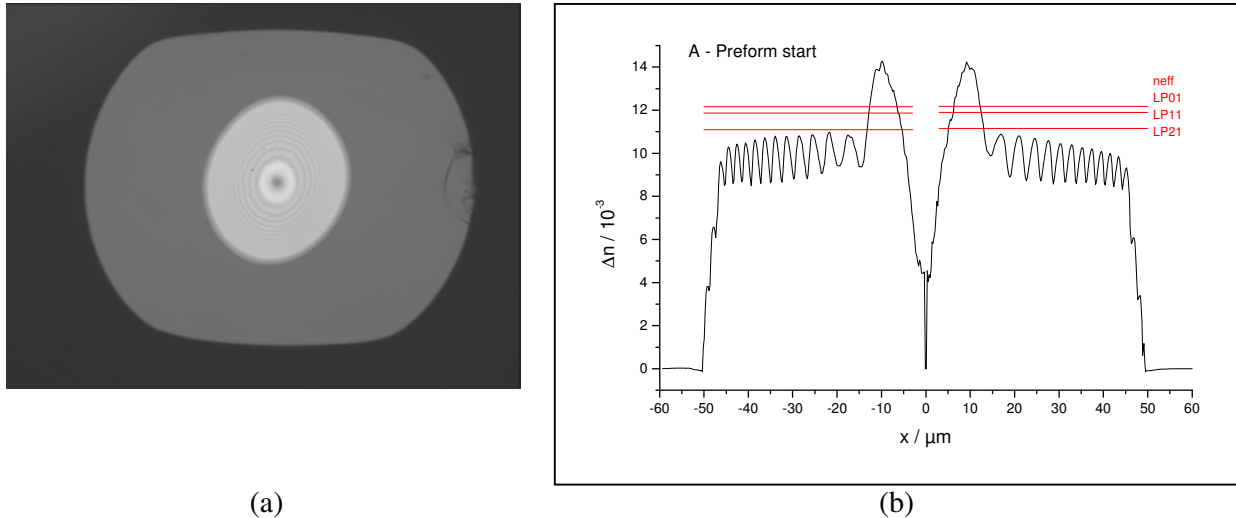 A - Preform start
neff
LP01
LP11
LP21
14
12
10
8
6
4
2
0
Δn / 10⁻³
-60 -50 -40 -30 -20 -10 0 10 20 30 40 50 60
x / µm
(a) (b)